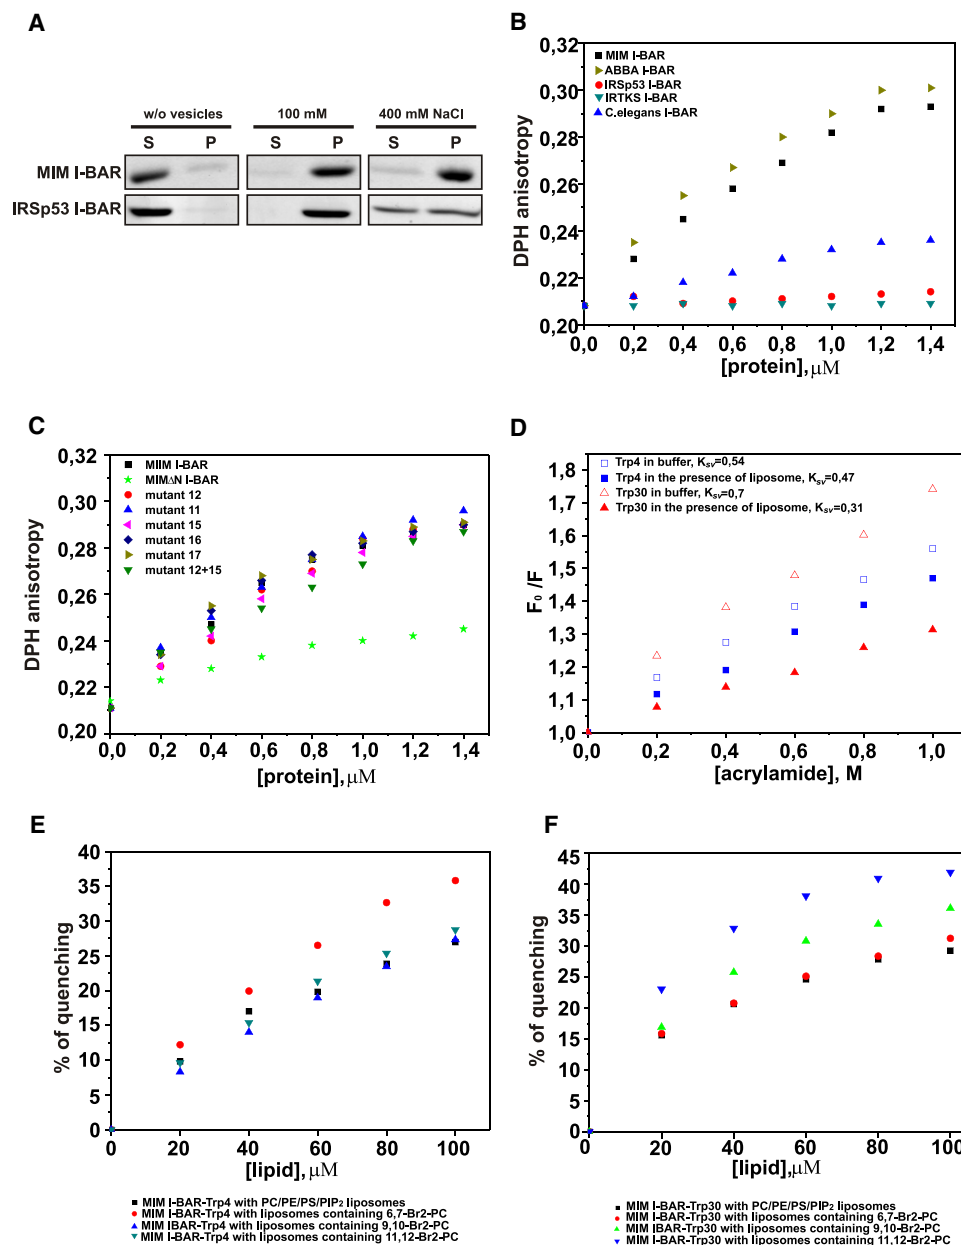 A
w/o vesicles 100 mM 400 mM NaCl
S P S P S P
MIM I-BAR
IRSp53 I-BAR
B
0,32
0,30
0,28
0,26
0,24
0,22
0,20
DPH anisotropy
MIM I-BAR
ABBA I-BAR
IRSp53 I-BAR
IRTKS I-BAR
C.elegans I-BAR
0,0 0,2 0,4 0,6 0,8 1,0 1,2 1,4
[protein],μM
C
0,32
0,30
0,28
0,26
0,24
0,22
0,20
DPH anisotropy
MIIM I-BAR
MIMΔN I-BAR
mutant 12
mutant 11
mutant 15
mutant 16
mutant 17
mutant 12+15
0,0 0,2 0,4 0,6 0,8 1,0 1,2 1,4
[protein],μM
D
1,8
1,7
1,6
1,5
1,4
1,3
1,2
1,1
1,0
F0 /F
Trp4 in buffer, Ksv=0,54
Trp4 in the presence of liposome, Ksv=0,47
Trp30 in buffer, Ksv=0,7
Trp30 in the presence of liposome, Ksv=0,31
0,0 0,2 0,4 0,6 0,8 1,0
[acrylamide], M
E
40
35
30
25
20
15
10
5
0
% of quenching
0 20 40 60 80 100
[lipid],μM
MIM I-BAR-Trp4 with PC/PE/PS/PIP2 liposomes
MIM I-BAR-Trp4 with liposomes containing 6,7-Br2-PC
MIM IBAR-Trp4 with liposomes containing 9,10-Br2-PC
MIM I-BAR-Trp4 with liposomes containing 11,12-Br2-PC
F
45
40
35
30
25
20
15
10
5
0
% of quenching
0 20 40 60 80 100
[lipid],μM
MIM I-BAR-Trp30 with PC/PE/PS/PIP2 liposomes
MIM I-BAR-Trp30 with liposomes containing 6,7-Br2-PC
MIM IBAR-Trp30 with liposomes containing 9,10-Br2-PC
MIM I-BAR-Trp30 with liposomes containing 11,12-Br2-PC